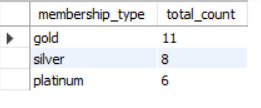 membership_type total_count
gold 11
silver 8
platinum 6